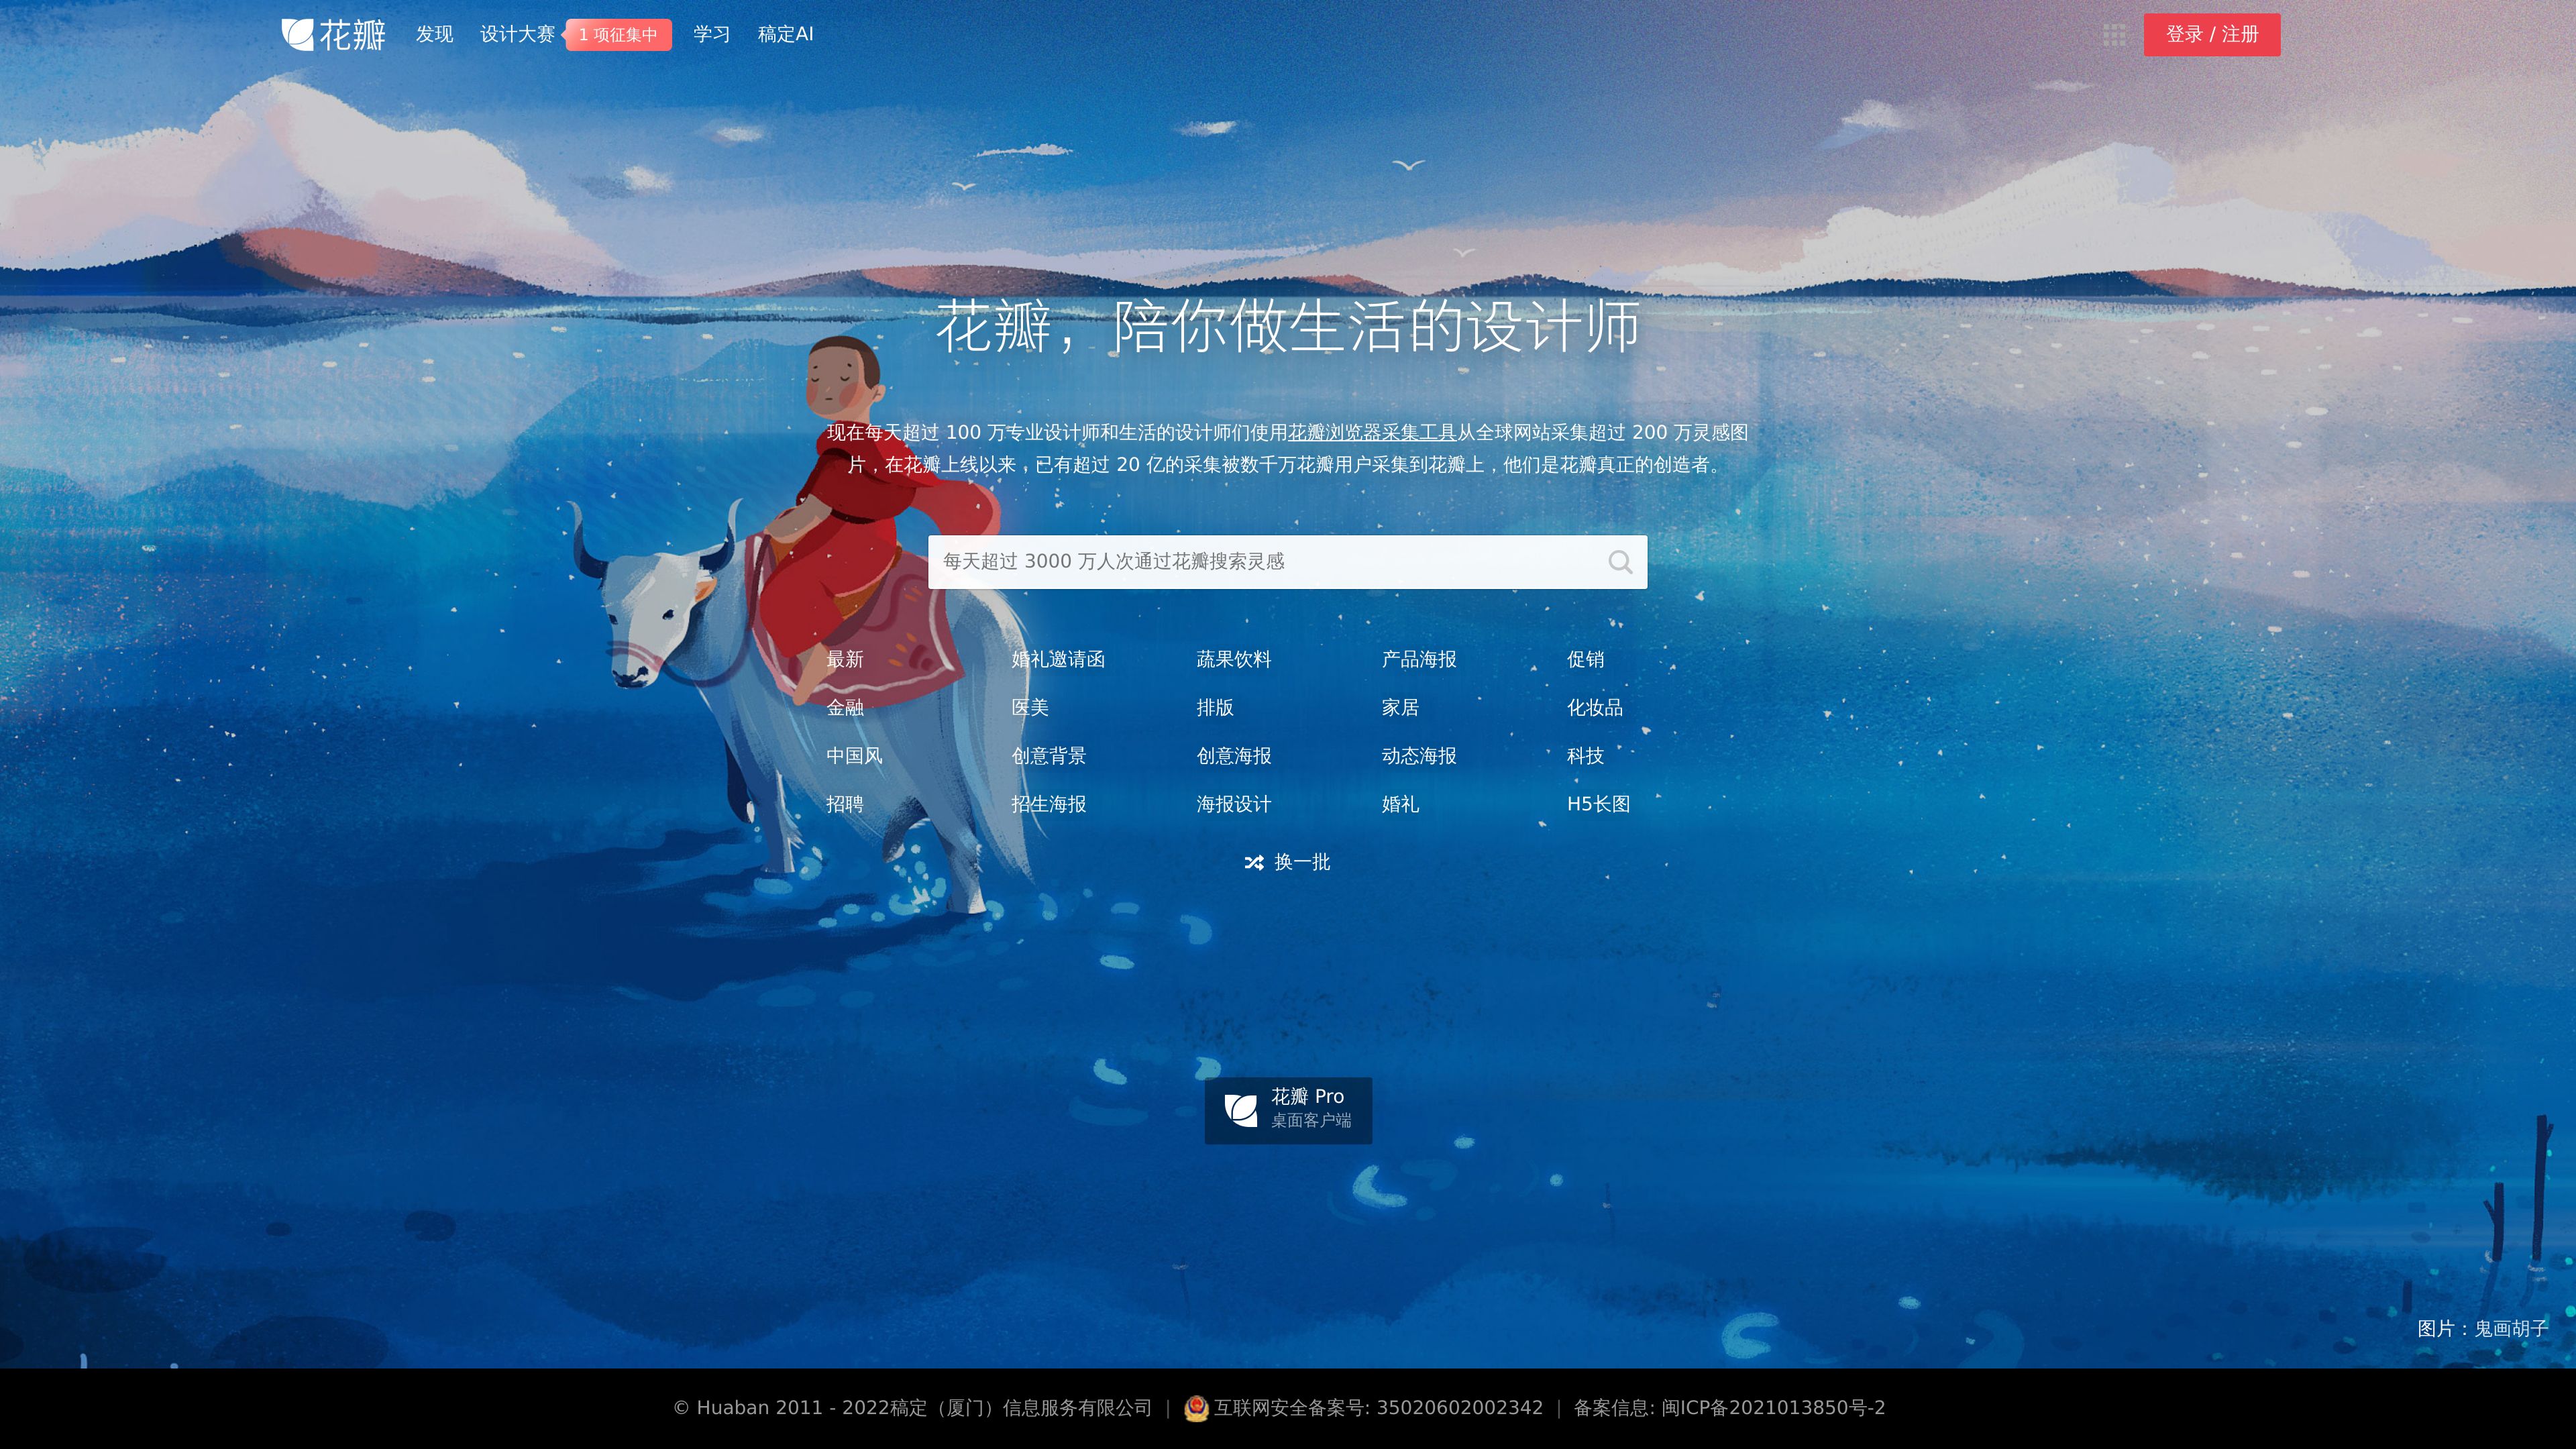 花瓣 发现 设计大赛 1 项征集中 学习 稿定AI 登录 / 注册
花瓣，陪你做生活的设计师
现在每天超过 100 万专业设计师和生活的设计师们使用花瓣浏览器采集工具从全球网站采集超过 200 万灵感图
片，在花瓣上线以来，已有超过 20 亿的采集被数千万花瓣用户采集到花瓣上，他们是花瓣真正的创造者。
每天超过 3000 万人次通过花瓣搜索灵感
最新 婚礼邀请函 蔬果饮料 产品海报 促销
金融 医美 排版 家居 化妆品
中国风 创意背景 创意海报 动态海报 科技
招聘 招生海报 海报设计 婚礼 H5长图
换一批
花瓣 Pro
桌面客户端
图片：鬼画胡子
© Huaban 2011 - 2022稿定（厦门）信息服务有限公司 | 互联网安全备案号: 35020602002342 | 备案信息: 闽ICP备2021013850号-2